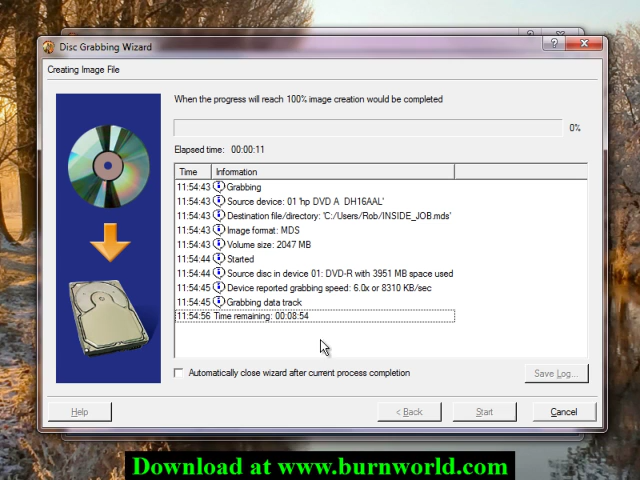 Disc Grabbing Wizard
Creating Image File
When the progress will reach 100% image creation would be completed
0%
Elapsed time: 00:00:11
Time Information
11:54:43 Grabbing
11:54:43 Source device: 01 'hp DVD A DH16AAL'
11:54:43 Destination file/directory: 'C:/Users/Rob/INSIDE_JOB.mds'
11:54:43 Image format: MDS
11:54:43 Volume size: 2047 MB
11:54:44 Started
11:54:44 Source disc in device 01: DVD-R with 3951 MB space used
11:54:45 Device reported grabbing speed: 6.0x or 8310 KB/sec
11:54:45 Grabbing data track
11:54:56 Time remaining: 00:08:54
Automatically close wizard after current process completion
Save Log...
Help
< Back
Start
Cancel
Download at www.burnworld.com